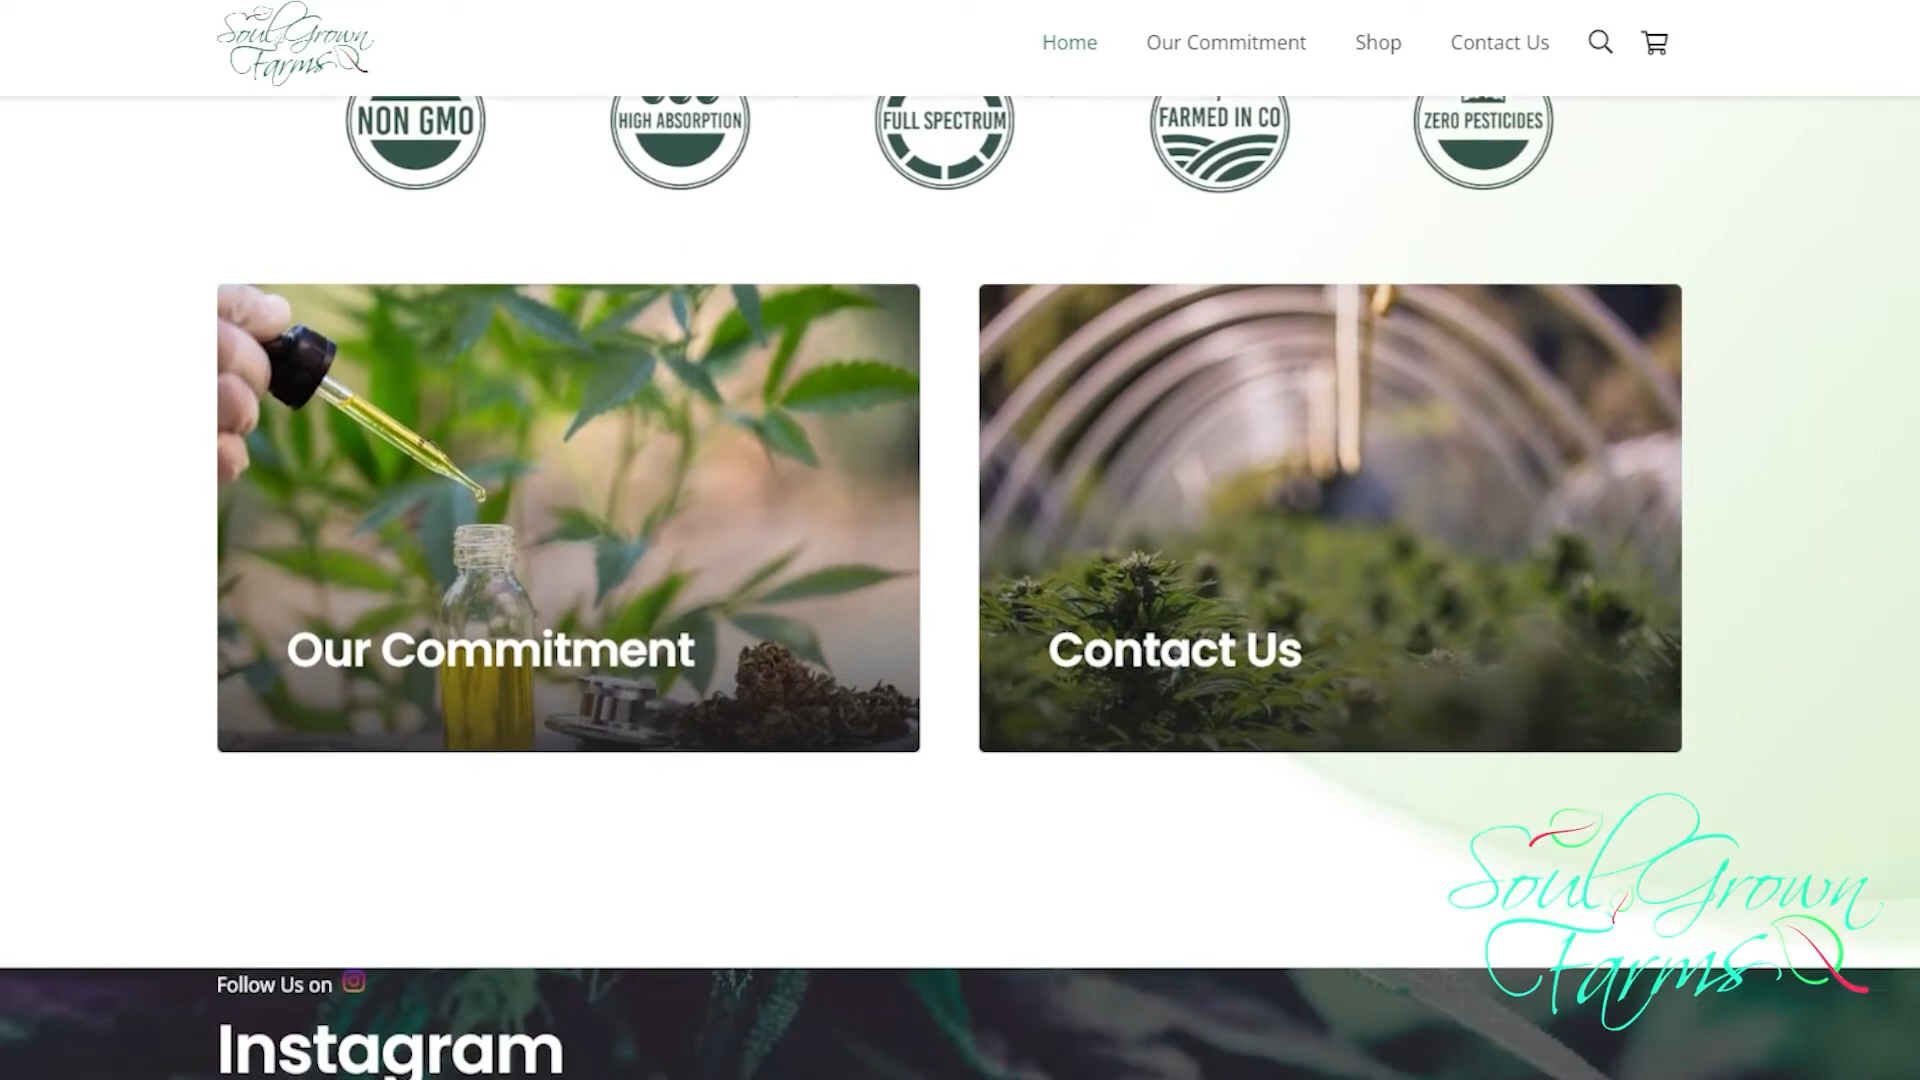 Soul Grown
Farms
Home
Our Commitment
Shop
Contact Us
NON GMO
HIGH ABSORPTION
FULL SPECTRUM
FARMED IN CO
ZERO PESTICIDES
Our Commitment
Contact Us
Soul Grown
Farms
Follow Us on
Instagram